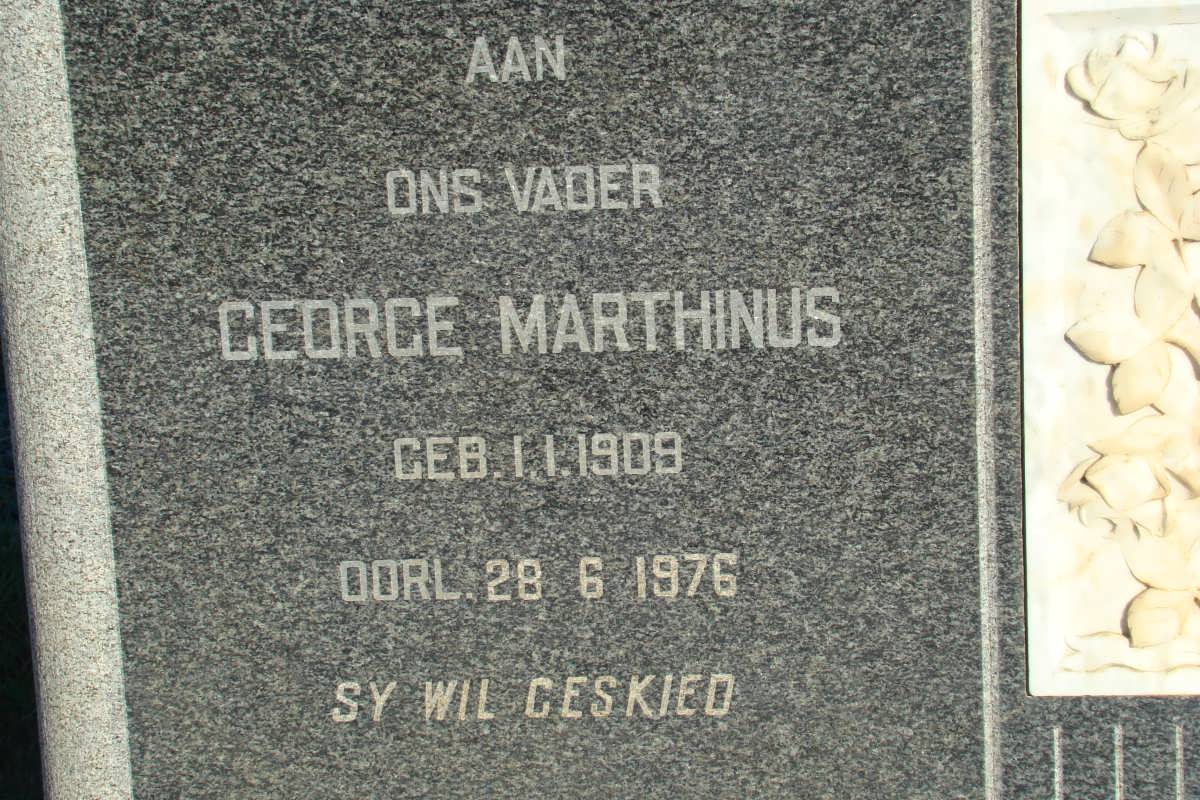 AAN
ONS VADER
GEORGE MARTHINUS
GEB. 1.1.1909
OORL. 28 6 1976
SY WIL GESKIED